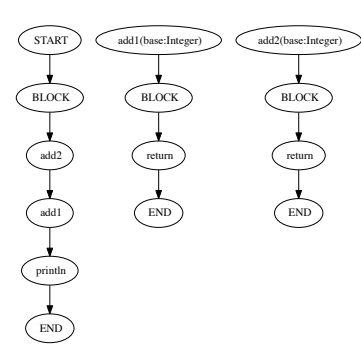 START
BLOCK
add2
add1
println
END
add1(base:Integer)
BLOCK
return
END
add2(base:Integer)
BLOCK
return
END